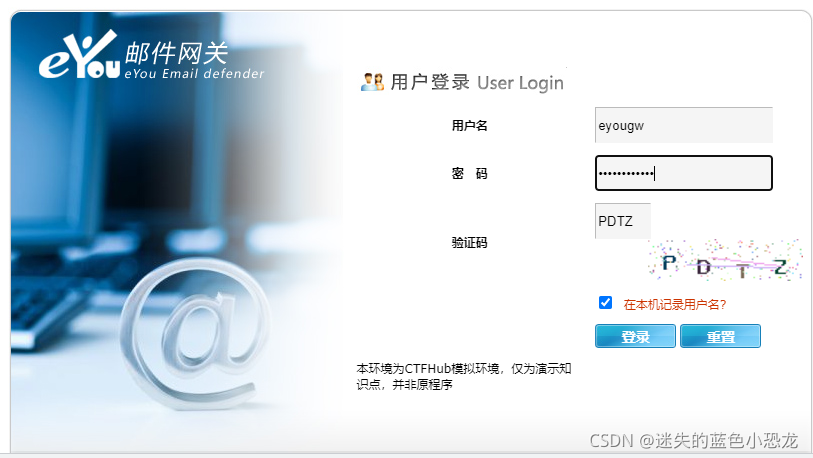 eYou 邮件网关
eYou Email defender
用户登录 User Login
用户名 eyougw
密 码 ••••••••••••
验证码 PDTZ
P D T Z
在本机记录用户名?
登录 重置
本环境为CTFHub模拟环境，仅为演示知
识点，并非原程序
CSDN @迷失的蓝色小恐龙